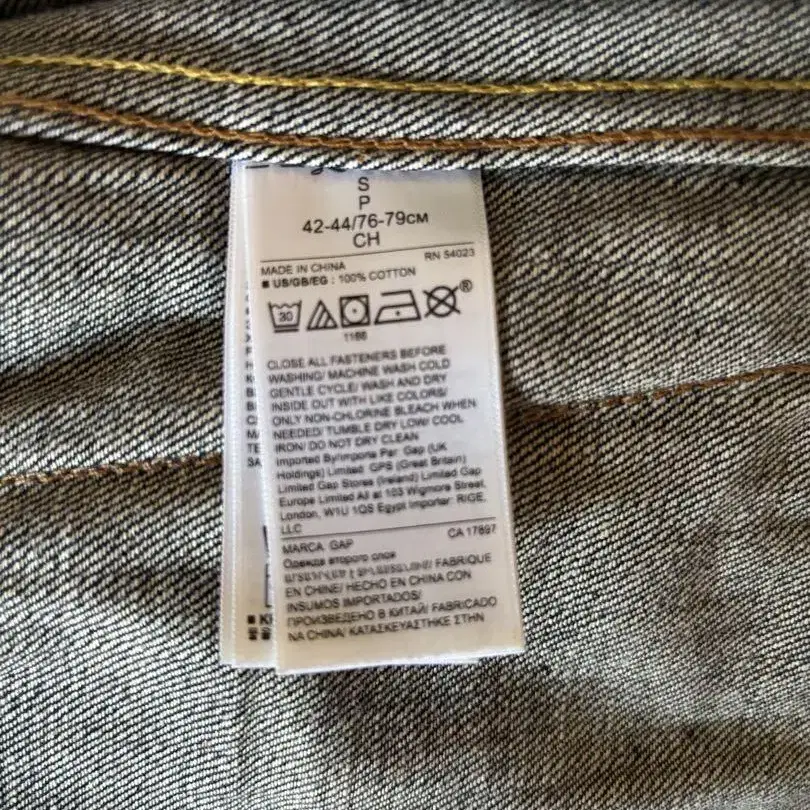 S
P
42-44/76-79CM
CH
MADE IN CHINA RN 54023
■ US/GB/EG : 100% COTTON
30 ®
1166
CLOSE ALL FASTENERS BEFORE
WASHING/ MACHINE WASH COLD
GENTLE CYCLE/ WASH AND DRY
INSIDE OUT WITH LIKE COLORS/
ONLY NON-CHLORINE BLEACH WHEN
NEEDED/ TUMBLE DRY LOW/ COOL
IRON/ DO NOT DRY CLEAN
Imported By/Importe Par: Gap (UK
Holdings) Limited GPS (Great Britain)
Limited Gap Stores (Ireland) Limited Gap
Europe Limited All at 103 Wigmore Street,
London, W1U 1QS Egypt Importer: RIGE,
LLC
MARCA GAP CA 17897
Одежда второго слоя
FABRIQUE
EN CHINE/ HECHO EN CHINA CON
INSUMOS IMPORTADOS/
ПРОИЗВЕДЕНО В КИТАЙ/ FABRICADO
NA CHINA/ ΚΑΤΑΣΚΕΥΑΣΤΗΚΕ ΣΤΗΝ